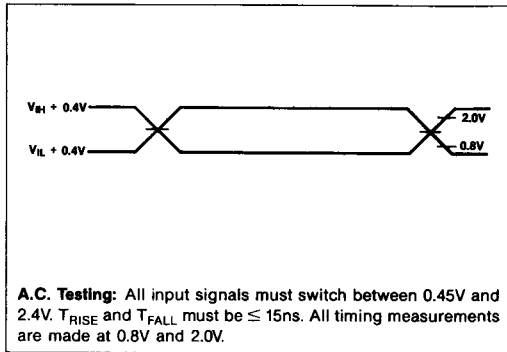 V_IH + 0.4V
2.0V
V_IL + 0.4V
0.8V
A.C. Testing: All input signals must switch between 0.45V and
2.4V. T_RISE and T_FALL must be ≤ 15ns. All timing measurements
are made at 0.8V and 2.0V.